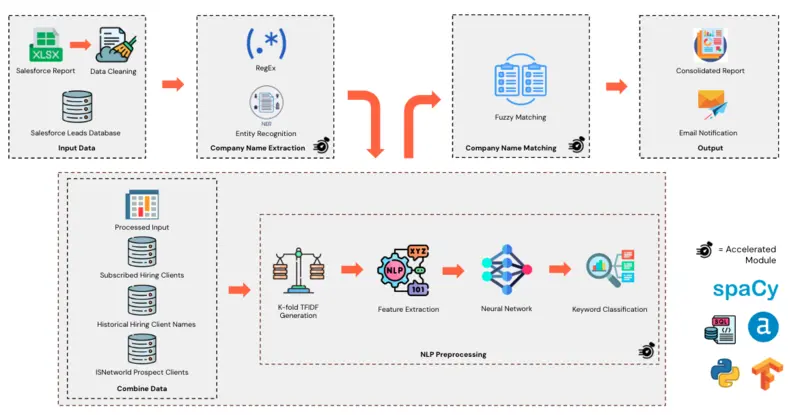 XLSX
Salesforce Report
Data Cleaning
Salesforce Leads Database
Input Data
(.*)
RegEx
NER
Entity Recognition
Company Name Extraction
Fuzzy Matching
Company Name Matching
Consolidated Report
Email Notification
Output
Processed Input
Subscribed Hiring Clients
Historical Hiring Client Names
ISNetworld Prospect Clients
Combine Data
K-fold TFIDF
Generation
XYZ
NLP
101
Feature Extraction
Neural Network
Keyword Classification
NLP Preprocessing
= Accelerated
Module
spaCy
SQL
a